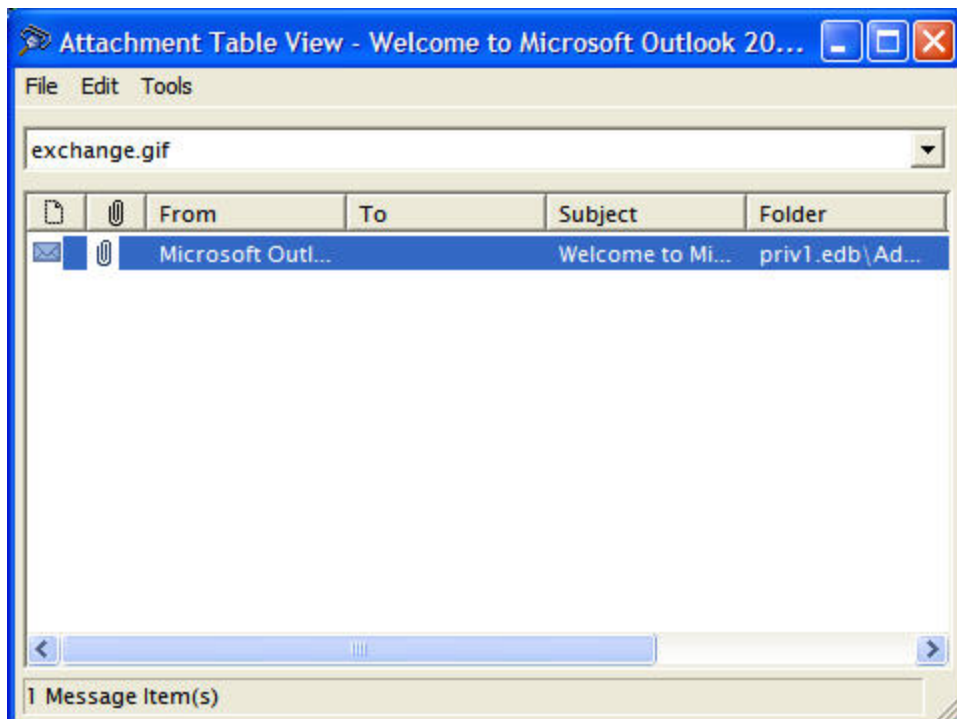 Attachment Table View - Welcome to Microsoft Outlook 20...
File Edit Tools
exchange.gif
From To Subject Folder
Microsoft Outl... Welcome to Mi... priv1.edb\Ad...
1 Message Item(s)